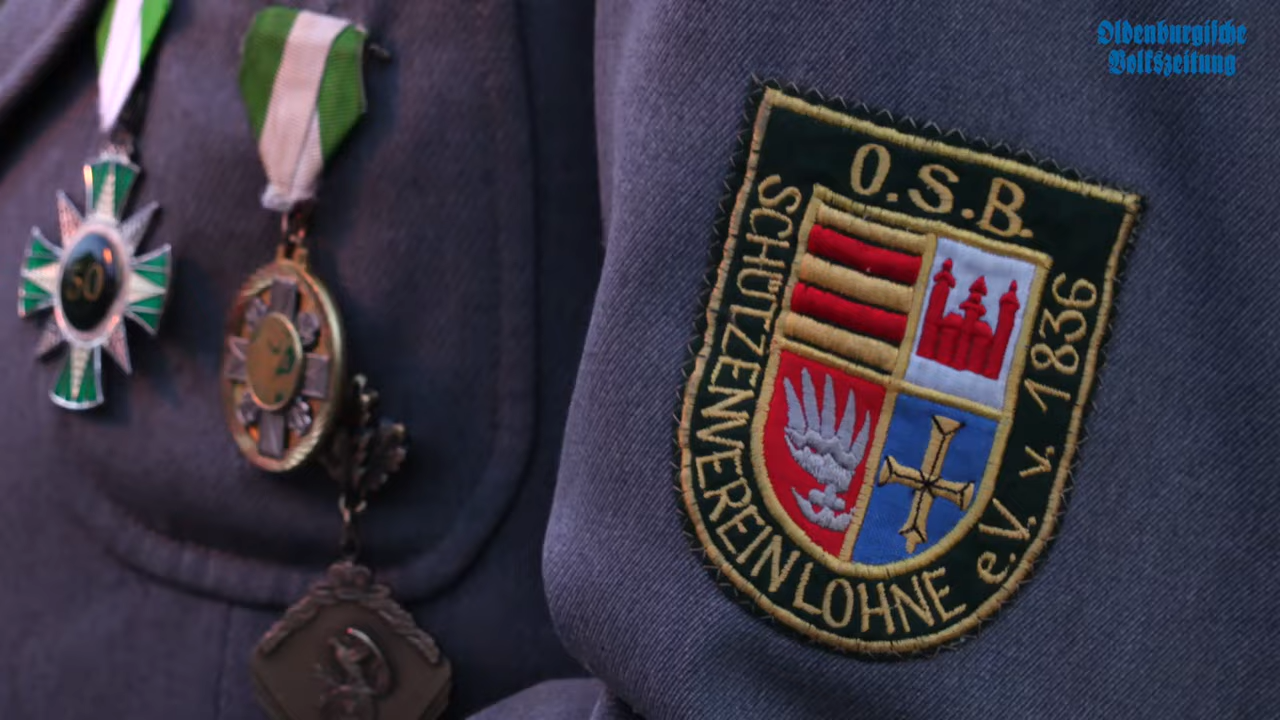 Oldenburgische
Volkszeitung
O.S.B.
SCHÜTZENVEREIN LOHNE e.V. v. 1836
50